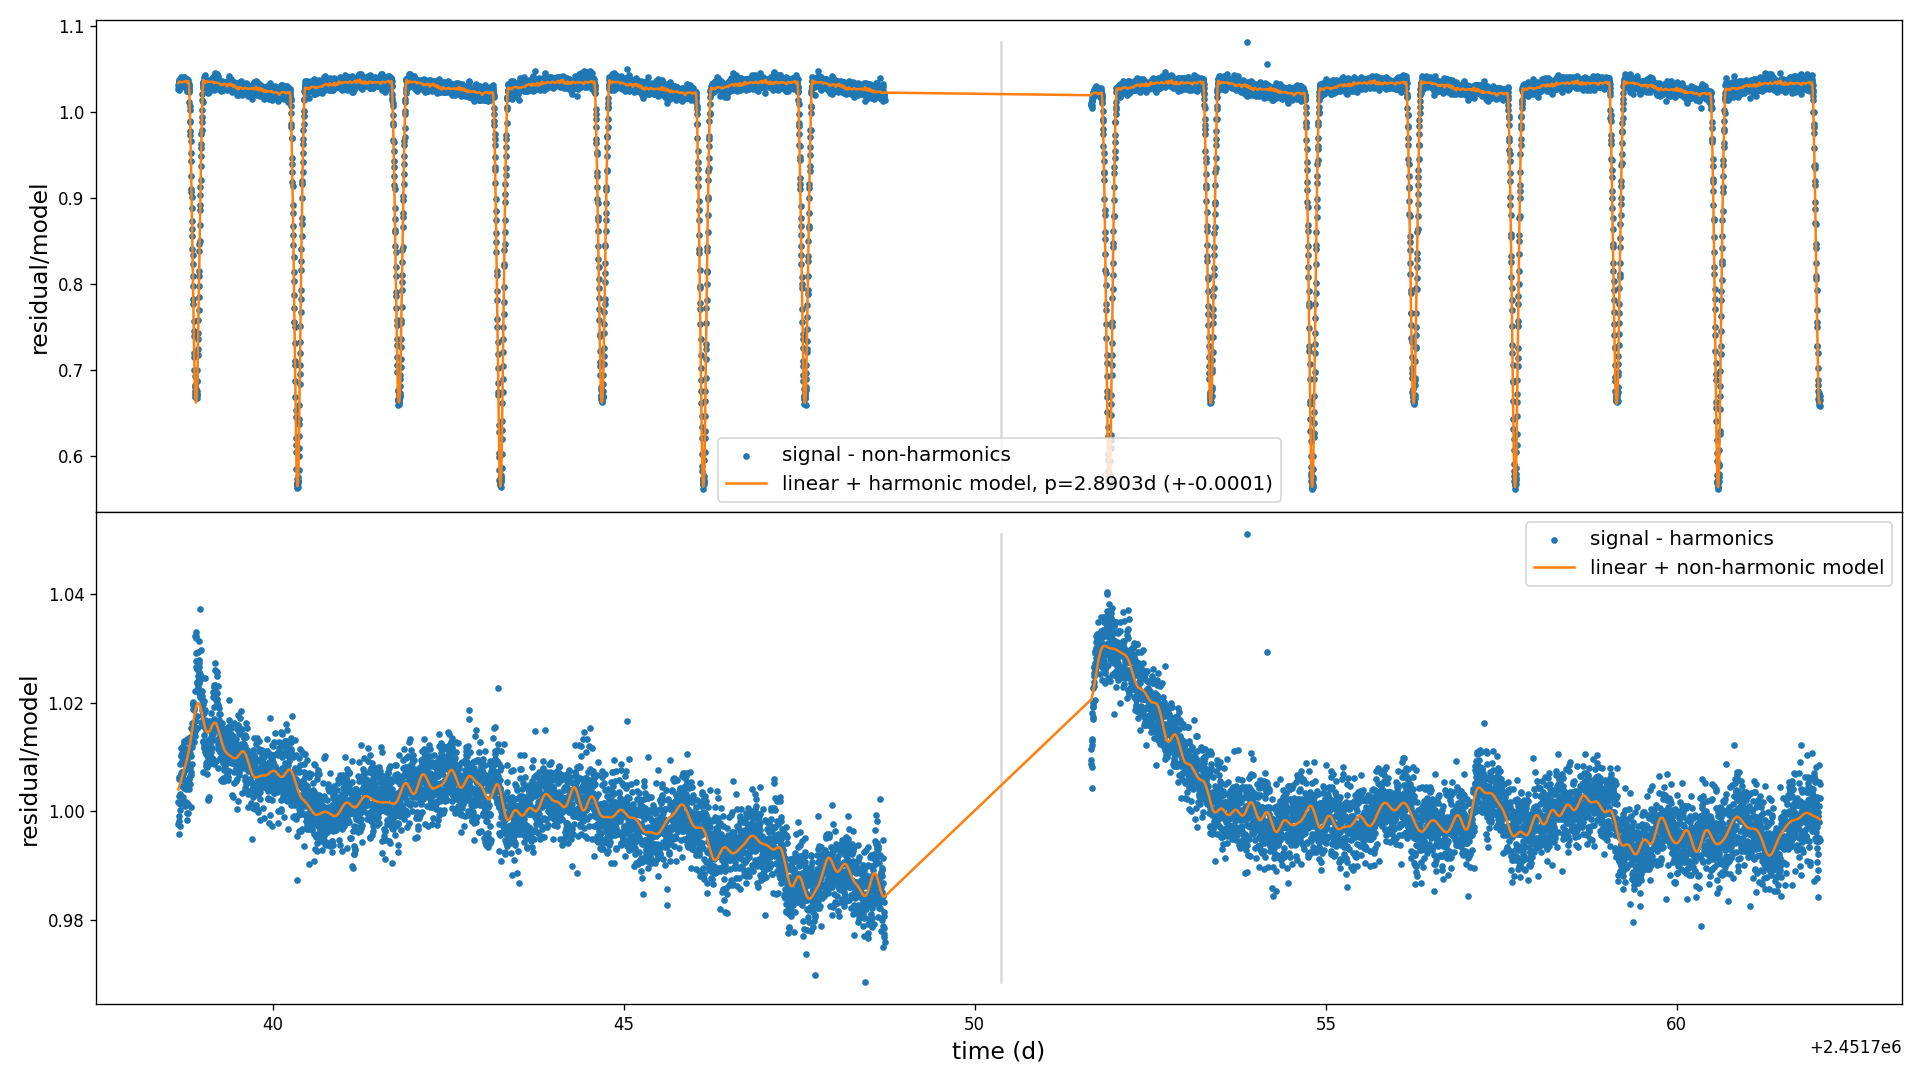 1.1
1.0
0.9
0.8
0.7
0.6
residual/model
signal - non-harmonics
linear + harmonic model, p=2.8903d (+-0.0001)
signal - harmonics
linear + non-harmonic model
1.04
1.02
1.00
0.98
residual/model
40
45
50
55
60
time (d)
+2.4517e6